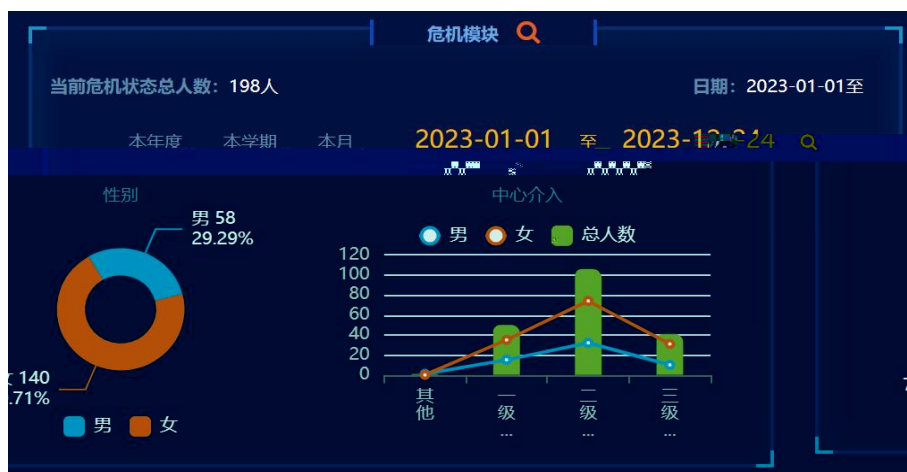 危机模块
当前危机状态总人数：198人
日期：2023-01-01至
本年度 本学期 本月 2023-01-01 至
性别
中心介入
男 58
29.29%
男 女 总人数
120
100
80
60
40
20
0
140
.71%
其他 一级... 二级... 三级...
男 女